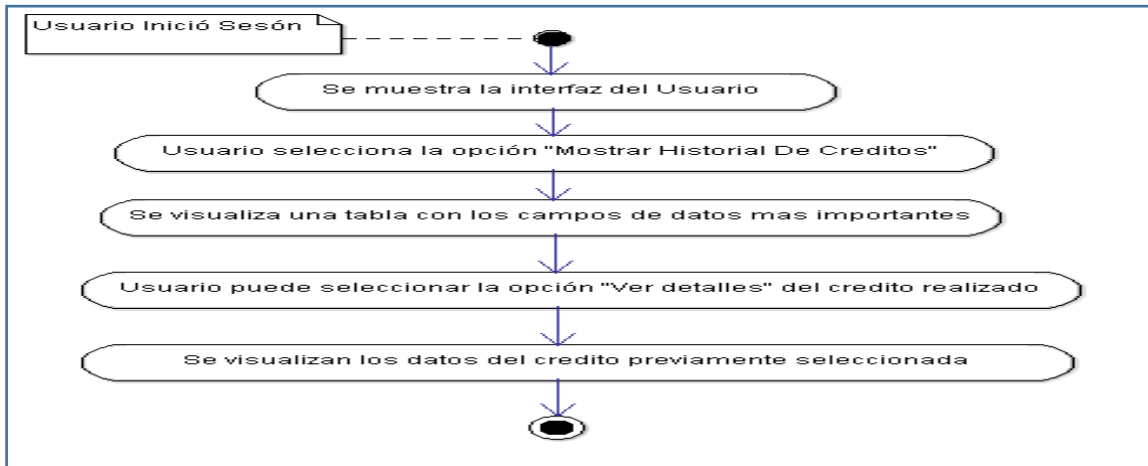 Usuario Inició Sesón
Se muestra la interfaz del Usuario
Usuario selecciona la opción "Mostrar Historial De Creditos"
Se visualiza una tabla con los campos de datos mas importantes
Usuario puede seleccionar la opción "Ver detalles" del credito realizado
Se visualizan los datos del credito previamente seleccionada